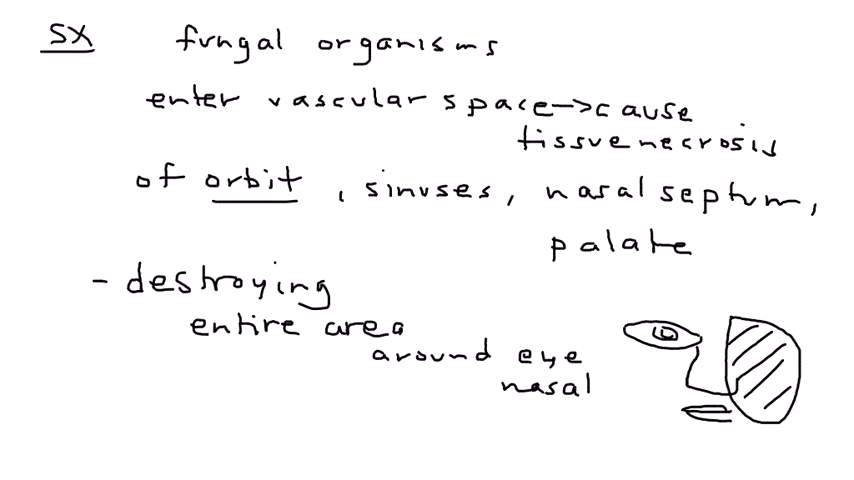 SX fungal organisms
enter vascular space->cause
tissue necrosis
of orbit, sinuses, nasal septum,
palate
- destroying
entire area
around eye
nasal